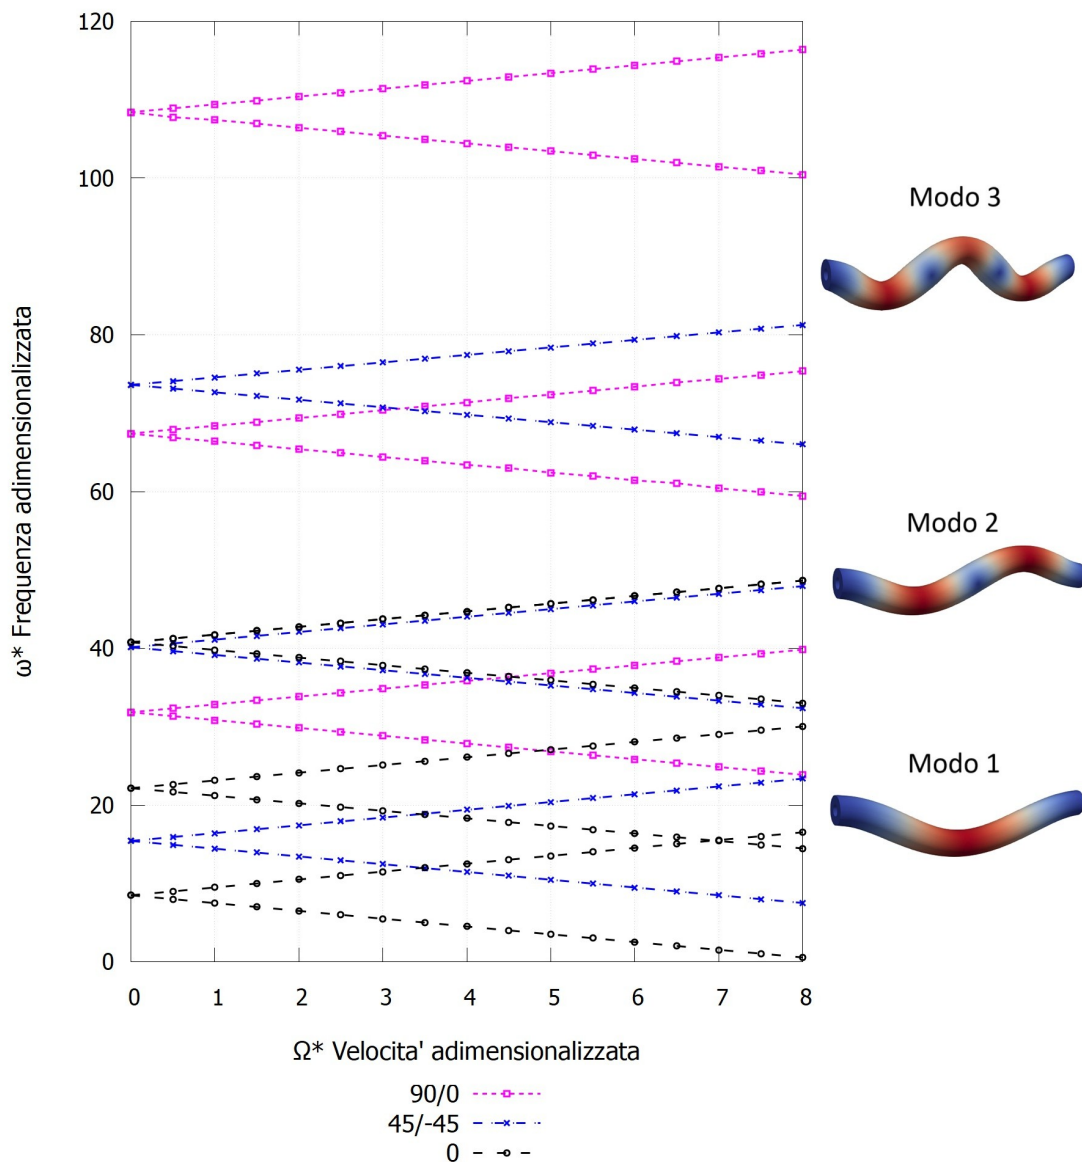 120
100
80
60
40
20
0
ω* Frequenza adimensionalizzata
0 1 2 3 4 5 6 7 8
Ω* Velocita' adimensionalizzata
90/0
45/-45
0
Modo 3
Modo 2
Modo 1